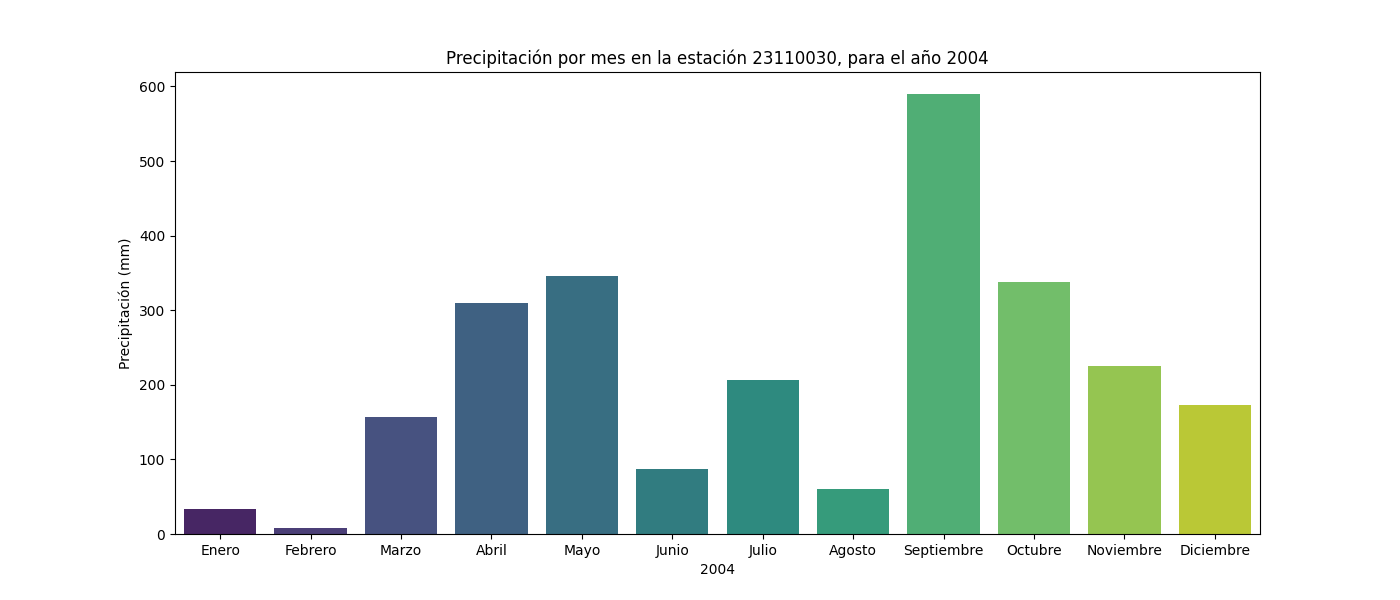 Precipitación por mes en la estación 23110030, para el año 2004
Precipitación (mm)
600
500
400
300
200
100
0
Enero Febrero Marzo Abril Mayo Junio Julio Agosto Septiembre Octubre Noviembre Diciembre
2004